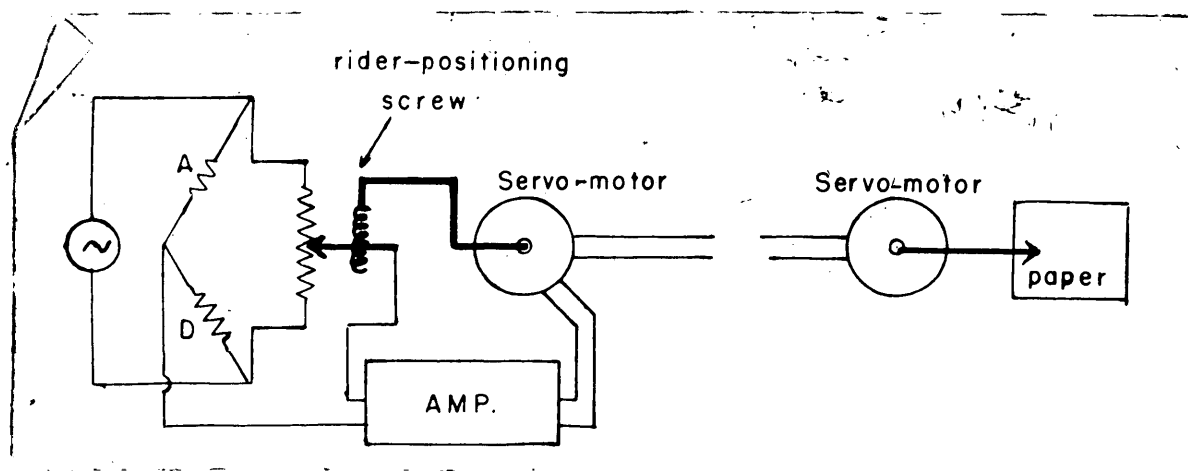 rider-positioning
screw
Servo-motor
Servo-motor
A
D
paper
AMP.